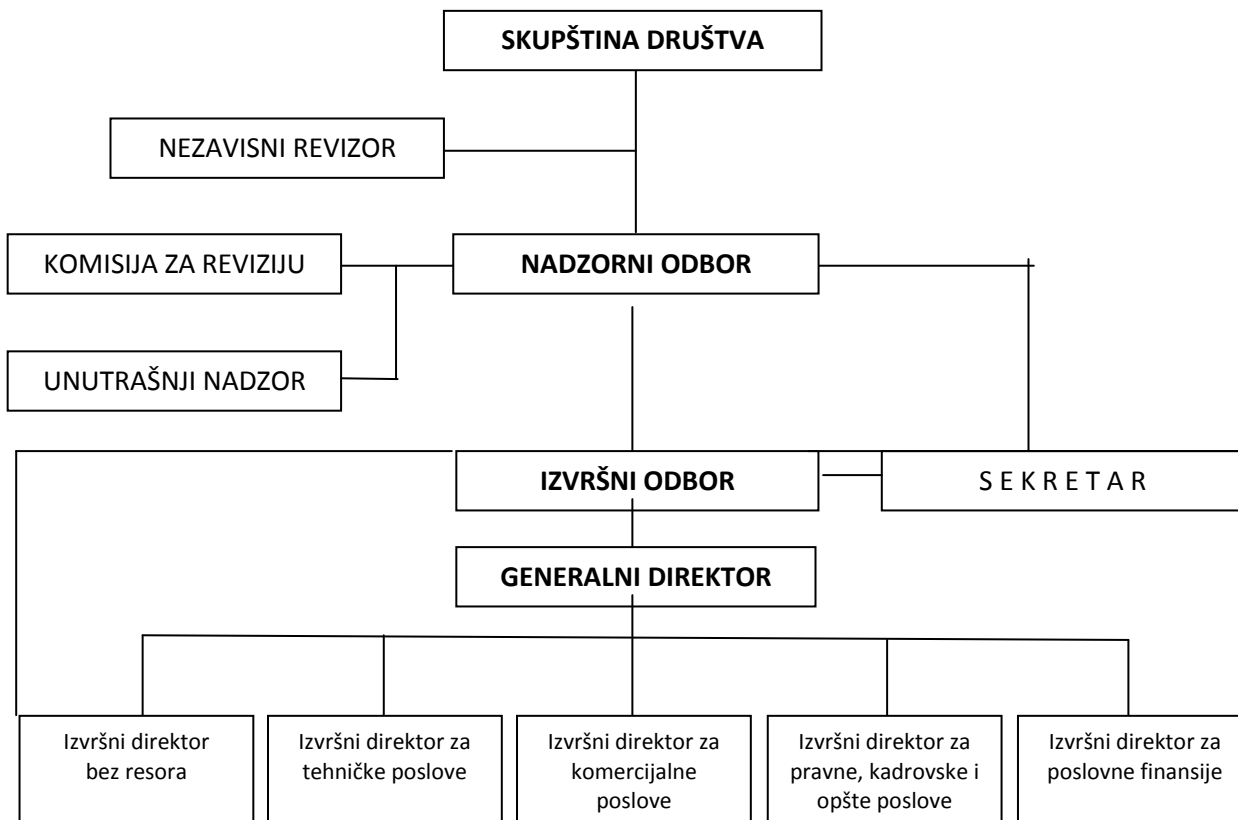 SKUPŠTINA DRUŠTVA
NEZAVISNI REVIZOR
KOMISIJA ZA REVIZIJU
NADZORNI ODBOR
UNUTRAŠNJI NADZOR
IZVRŠNI ODBOR
S E K R E T A R
GENERALNI DIREKTOR
Izvršni direktor
bez resora
Izvršni direktor za
tehničke poslove
Izvršni direktor za
komercijalne
poslove
Izvršni direktor za
pravne, kadrovske i
opšte poslove
Izvršni direktor za
poslovne finansije